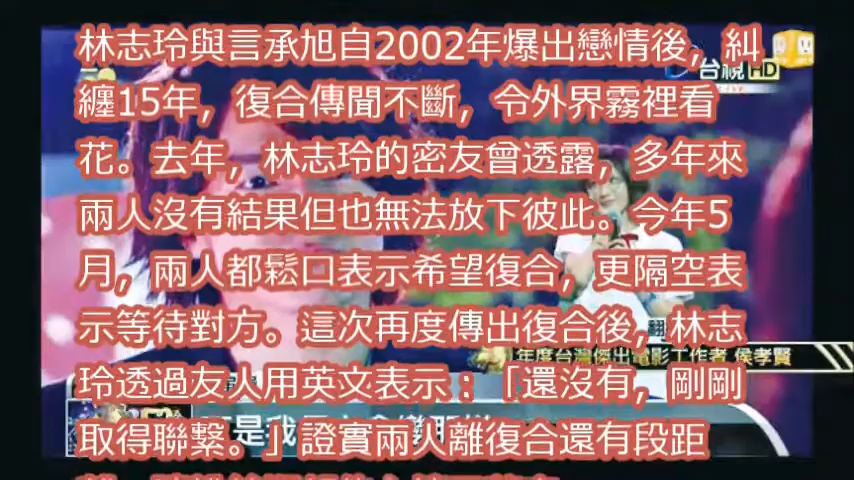 林志玲與言承旭自2002年爆出戀情後，糾
纏15年，復合傳聞不斷，令外界霧裡看
花。去年，林志玲的密友曾透露，多年來
兩人沒有結果但也無法放下彼此。今年5
月，兩人都鬆口表示希望復合，更隔空表
示等待對方。這次再度傳出復合後，林志
玲透過友人用英文表示：「還沒有，剛剛
取得聯繫。」證實兩人離復合還有段距
台視HD
年度台灣傑出電影工作者 侯孝賢